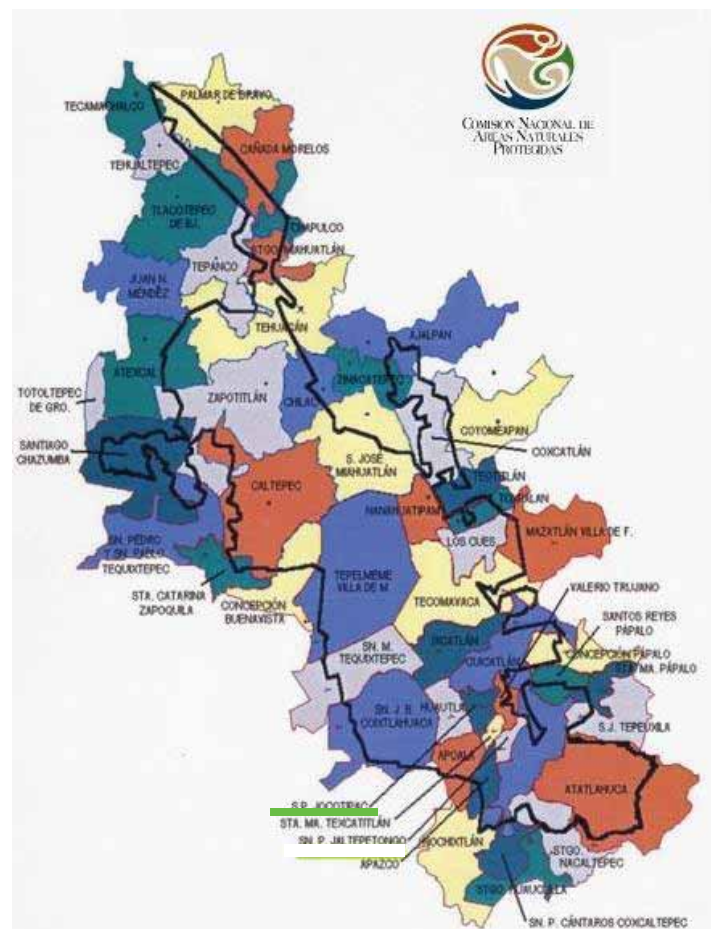 COMISION NACIONAL DE
AREAS NATURALES
PROTEGIDAS
PALMAR DE BRAVO
TECAMACHALCO
CAÑADA MORELOS
YEHUALTEPEC
TLACOTEPEC
DE BJ.
CHAPULCO
STGO. MIAHUATLÁN
TEPANCO
JUAN N.
MÉNDEZ
TEHUACÁN
AJALPAN
ATEXCAL
ZINACATEPEC
TOTOLTEPEC
DE GRO.
ZAPOTITLÁN
CHILAC
COYOMEAPAN
COXCATLÁN
SANTIAGO
CHAZUMBA
S. JOSÉ
MIAHUATLÁN
TEOTITLÁN
CALTEPEC
NANAHUATIPAM
MAZATLÁN VILLA DE F.
LOS CUES
SN. PEDRO
Y SN. PABLO
TEQUIXTEPEC
TEPELMEME
VILLA DE M.
VALERIO TRUJANO
STA. CATARINA
ZAPOQUILA
TECOMAVACA
SANTOS REYES
PÁPALO
CONCEPCIÓN
BUENAVISTA
CONCEPCIÓN PÁPALO
STA. MA. PÁPALO
SN. M.
TEQUIXTEPEC
CUICATLÁN
SN. J. B.
COIXTLAHUACA
S.J. TEPEUXILA
APOALA
ATATLAHUCA
S.P. JOCOTIPAC
STA. MA. TEXCATITLÁN
SN. P. JALTEPETONGO
NOCHIXTLÁN
APAZCO
STGO.
NACALTEPEC
STGO. HUAUCLILLA
SN. P. CÁNTAROS COXCALTEPEC